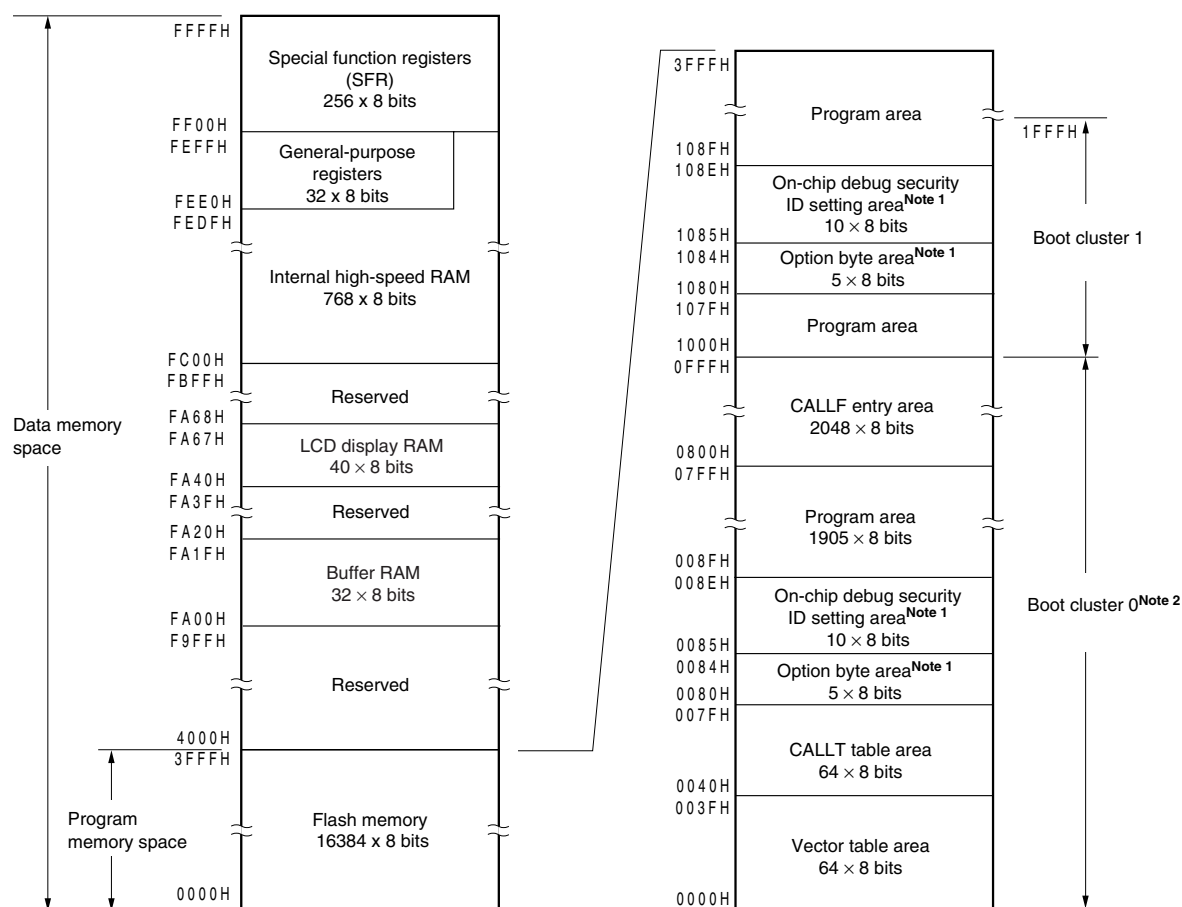 FFFFH
Special function registers
(SFR)
256 x 8 bits
FF00H
FEFFH
General-purpose
registers
32 x 8 bits
FEE0H
FEDFH
Internal high-speed RAM
768 x 8 bits
FC00H
FBFFH
Reserved
FA68H
FA67H
LCD display RAM
40 × 8 bits
FA40H
FA3FH
Reserved
FA20H
FA1FH
Buffer RAM
32 × 8 bits
FA00H
F9FFH
Reserved
4000H
3FFFH
Flash memory
16384 x 8 bits
0000H
Data memory
space
Program
memory space
3FFFH
Program area
1FFFH
108FH
108EH
On-chip debug security
ID setting area Note 1
10 × 8 bits
1085H
1084H
Option byte area Note 1
5 × 8 bits
1080H
107FH
Program area
1000H
0FFFH
Boot cluster 1
CALLF entry area
2048 × 8 bits
0800H
07FFH
Program area
1905 × 8 bits
008FH
008EH
On-chip debug security
ID setting area Note 1
10 × 8 bits
0085H
0084H
Option byte area Note 1
5 × 8 bits
0080H
007FH
CALLT table area
64 × 8 bits
0040H
003FH
Vector table area
64 × 8 bits
0000H
Boot cluster 0 Note 2